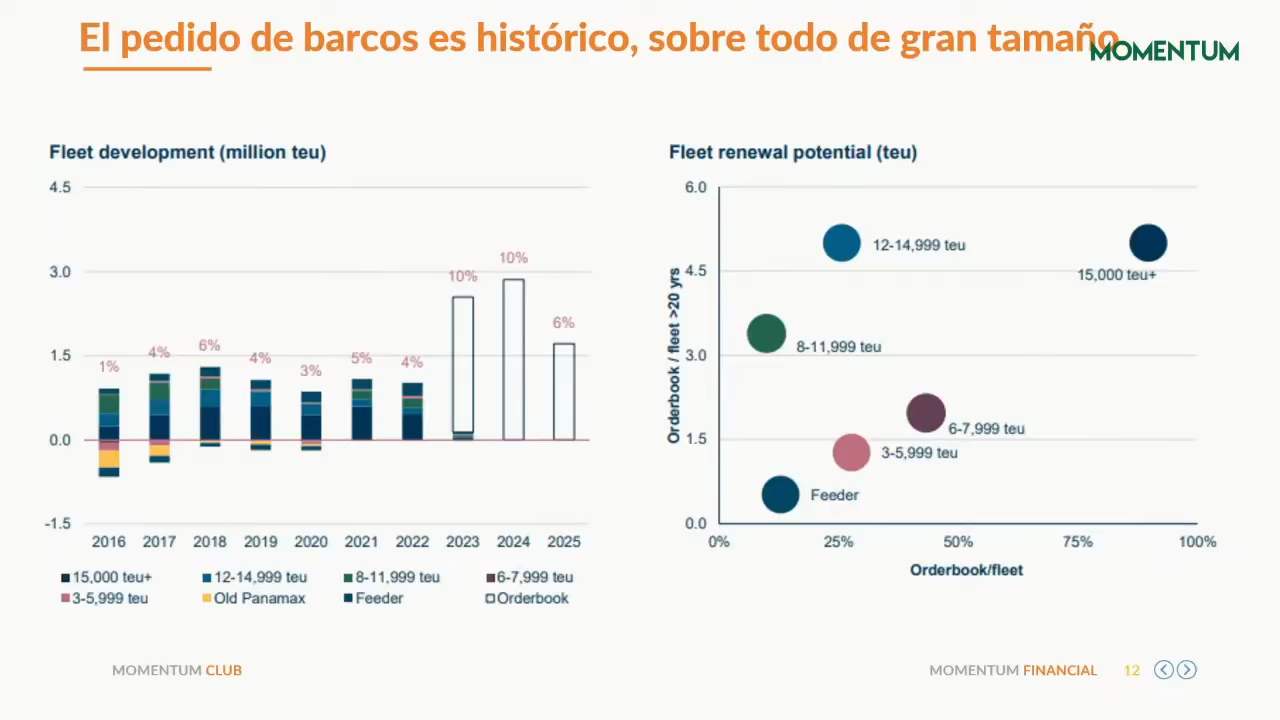 El pedido de barcos es histórico, sobre todo de gran tamaño
MOMENTUM
Fleet development (million teu)
4.5
3.0
1.5
0.0
-1.5
1%
4%
6%
4%
3%
5%
4%
10%
10%
6%
2016 2017 2018 2019 2020 2021 2022 2023 2024 2025
15,000 teu+ 12-14,999 teu 8-11,999 teu 6-7,999 teu
3-5,999 teu Old Panamax Feeder Orderbook
Fleet renewal potential (teu)
Orderbook / fleet >20 yrs
6.0
4.5
3.0
1.5
0.0
12-14,999 teu
15,000 teu+
8-11,999 teu
6-7,999 teu
3-5,999 teu
Feeder
0% 25% 50% 75% 100%
Orderbook/fleet
MOMENTUM CLUB
MOMENTUM FINANCIAL 12